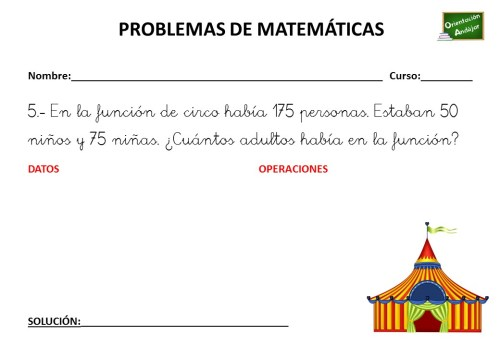 PROBLEMAS DE MATEMÁTICAS
Orientación
Andújar
Nombre:____________________________________________________ Curso:_________
5.- En la función de circo había 175 personas. Estaban 50
niños y 75 niñas. ¿Cuántos adultos había en la función?
DATOS OPERACIONES
SOLUCIÓN:___________________________________